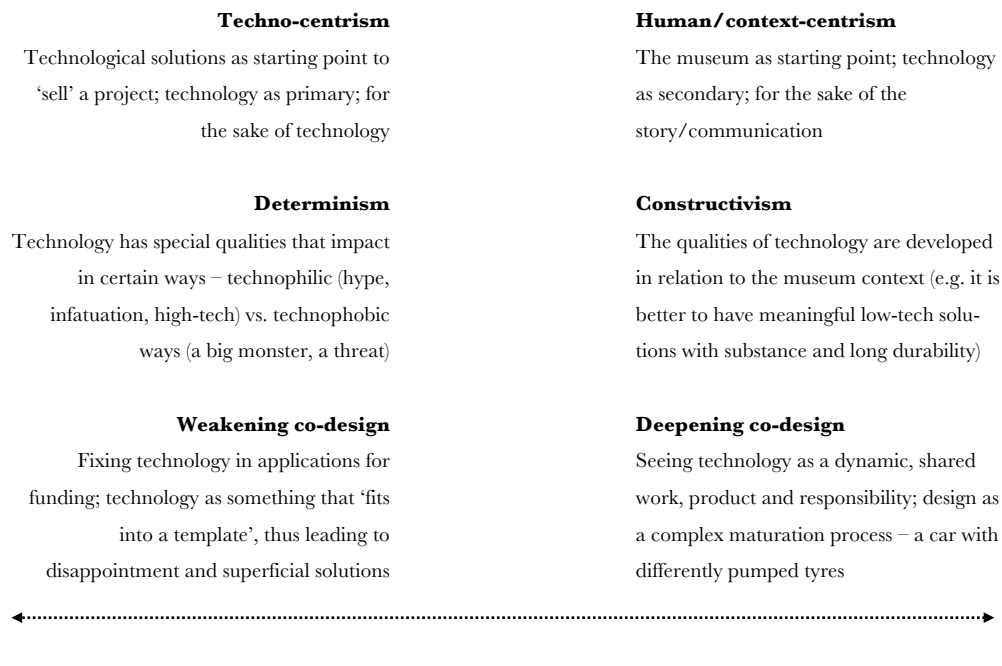 Techno-centrism
Technological solutions as starting point to
‘sell’ a project; technology as primary; for
the sake of technology
Human/context-centrism
The museum as starting point; technology
as secondary; for the sake of the
story/communication
Determinism
Technology has special qualities that impact
in certain ways – technophilic (hype,
infatuation, high-tech) vs. technophobic
ways (a big monster, a threat)
Constructivism
The qualities of technology are developed
in relation to the museum context (e.g. it is
better to have meaningful low-tech solu-
tions with substance and long durability)
Weakening co-design
Fixing technology in applications for
funding; technology as something that ‘fits
into a template’, thus leading to
disappointment and superficial solutions
Deepening co-design
Seeing technology as a dynamic, shared
work, product and responsibility; design as
a complex maturation process – a car with
differently pumped tyres